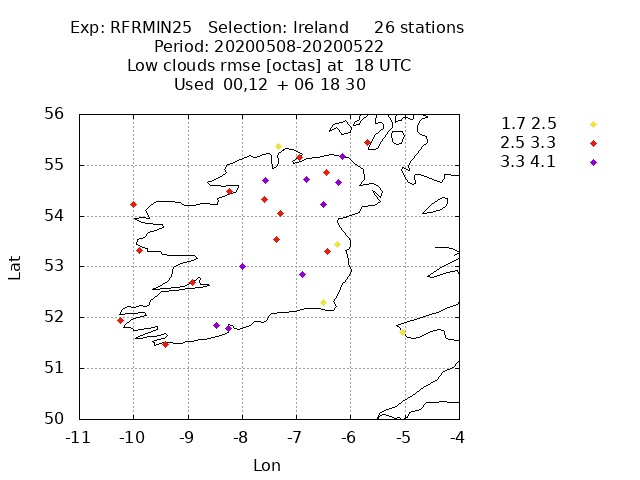 Exp: RFRMIN25 Selection: Ireland 26 stations
Period: 20200508-20200522
Low clouds rmse [octas] at 18 UTC
Used 00,12 + 06 18 30
1.7 2.5
2.5 3.3
3.3 4.1
56
55
54
53
52
51
50
Lat
-11 -10 -9 -8 -7 -6 -5 -4
Lon